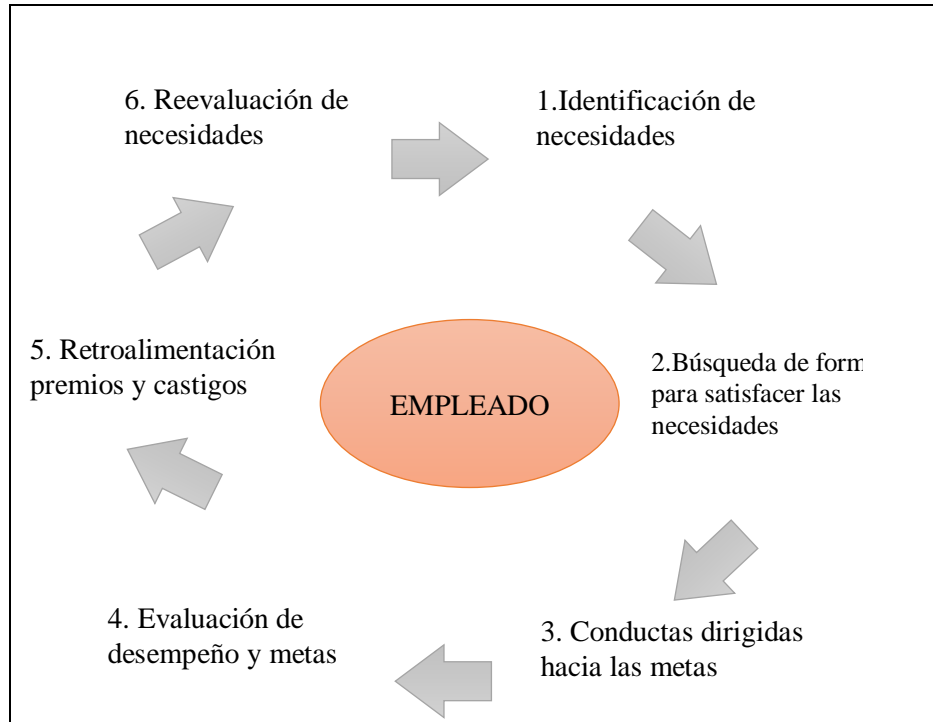 1.Identificación de
necesidades
2.Búsqueda de form
para satisfacer las
necesidades
3. Conductas dirigidas
hacia las metas
4. Evaluación de
desempeño y metas
5. Retroalimentación
premios y castigos
6. Reevaluación de
necesidades
EMPLEADO